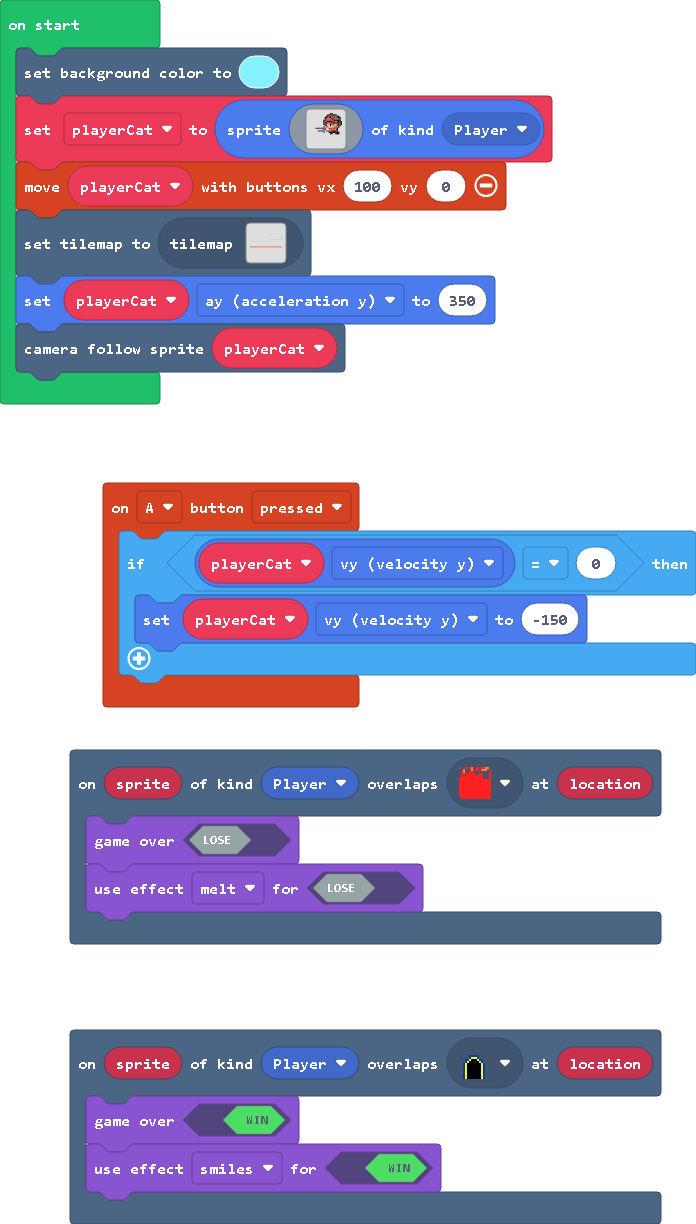 on start
set background color to
set playerCat to sprite of kind Player
move playerCat with buttons vx 100 vy 0
set tilemap to tilemap
set playerCat ay (acceleration y) to 350
camera follow sprite playerCat
on A button pressed
if playerCat vy (velocity y) = 0 then
set playerCat vy (velocity y) to -150
on sprite of kind Player overlaps at location
game over LOSE
use effect melt for LOSE
on sprite of kind Player overlaps at location
game over WIN
use effect smiles for WIN